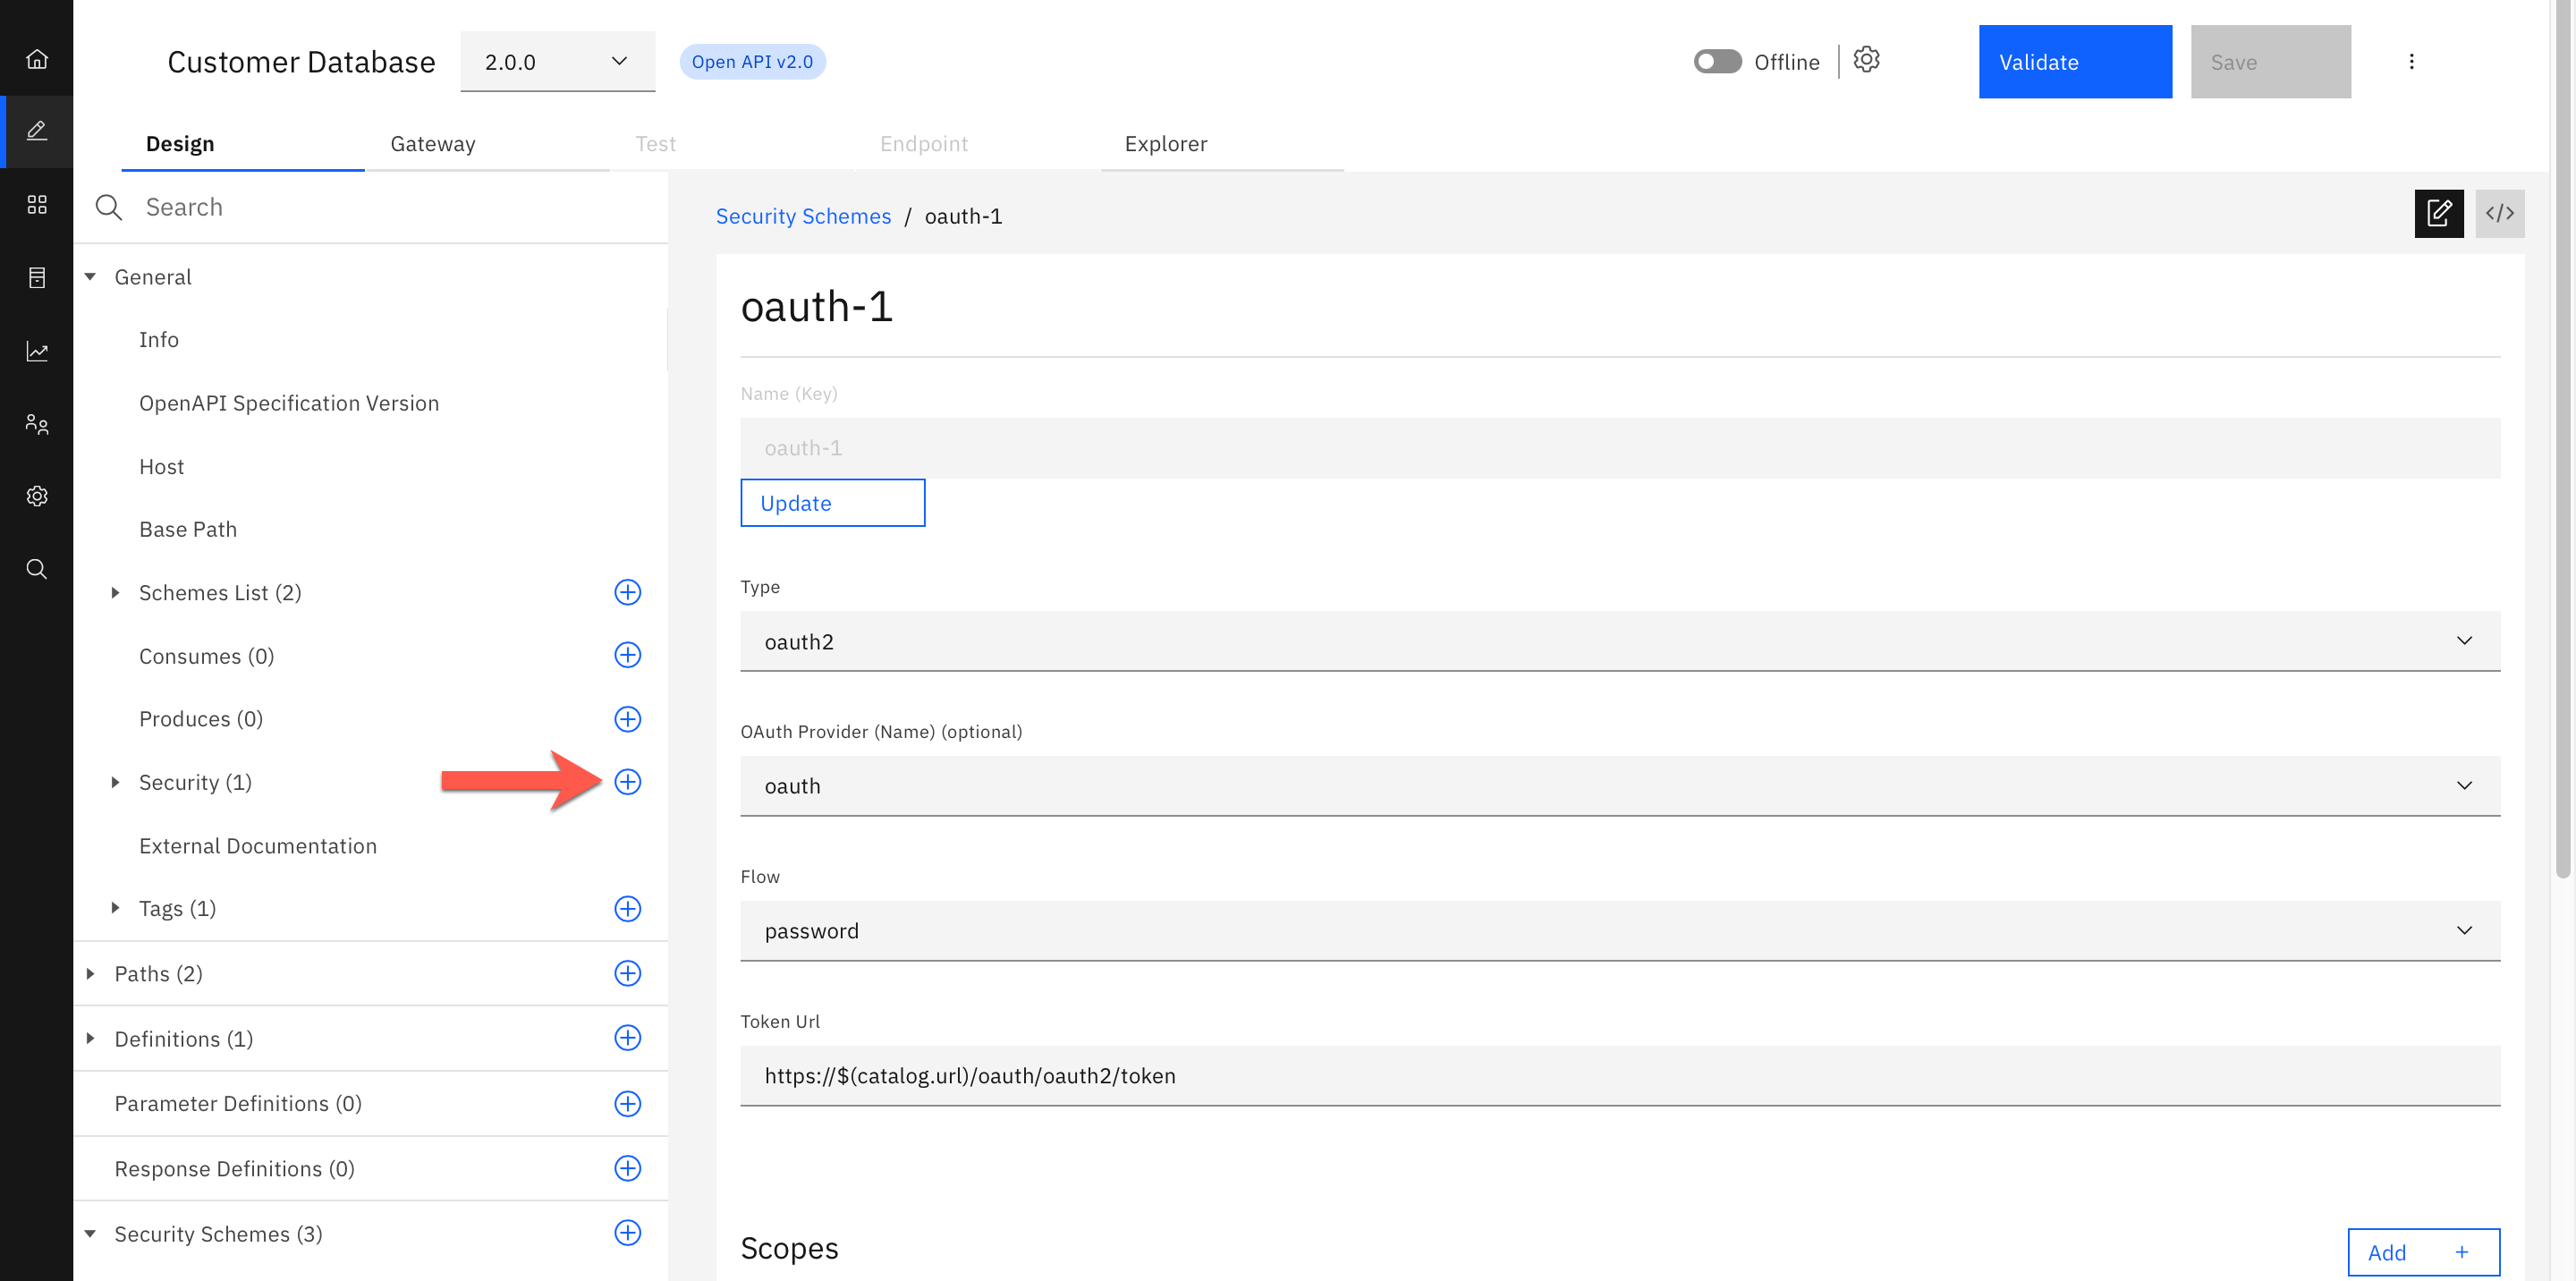 Customer Database
2.0.0
Open API v2.0
Offline
Validate
Save
Design
Gateway
Test
Endpoint
Explorer
Search
General
Info
OpenAPI Specification Version
Host
Base Path
Schemes List (2)
Consumes (0)
Produces (0)
Security (1)
External Documentation
Tags (1)
Paths (2)
Definitions (1)
Parameter Definitions (0)
Response Definitions (0)
Security Schemes (3)
Security Schemes / oauth-1
oauth-1
Name (Key)
oauth-1
Update
Type
oauth2
OAuth Provider (Name) (optional)
oauth
Flow
password
Token Url
https://$(catalog.url)/oauth/oauth2/token
Scopes
Add +